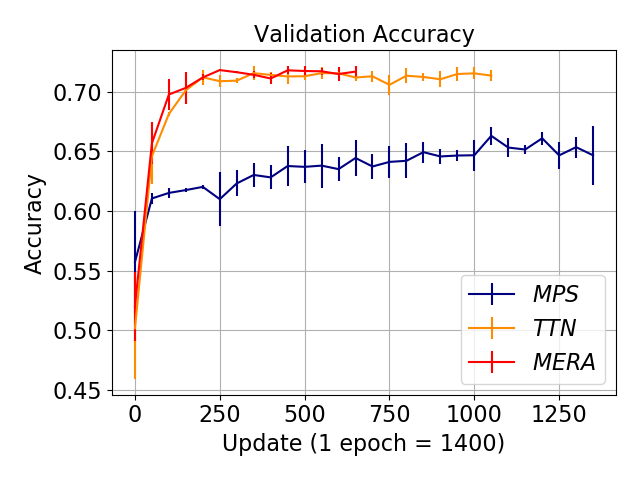 Validation Accuracy
Accuracy
0.70
0.65
0.60
0.55
0.50
0.45
MPS
TTN
MERA
0 250 500 750 1000 1250
Update (1 epoch = 1400)